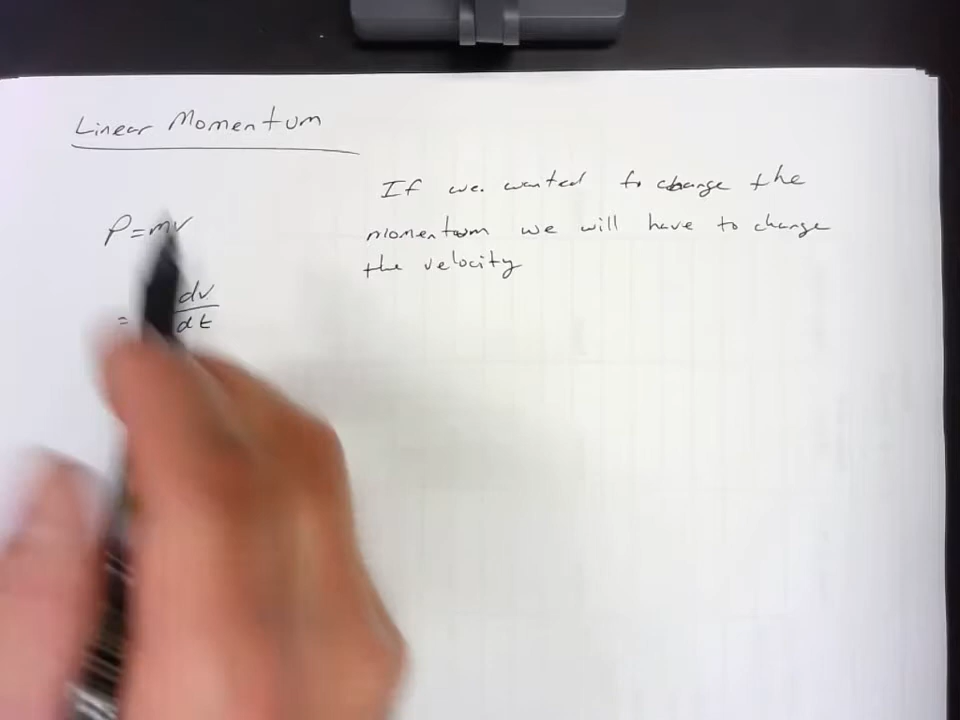 Linear Momentum
If we wanted to change the
P = mv
momentum we will have to change
the velocity
= dv/dt